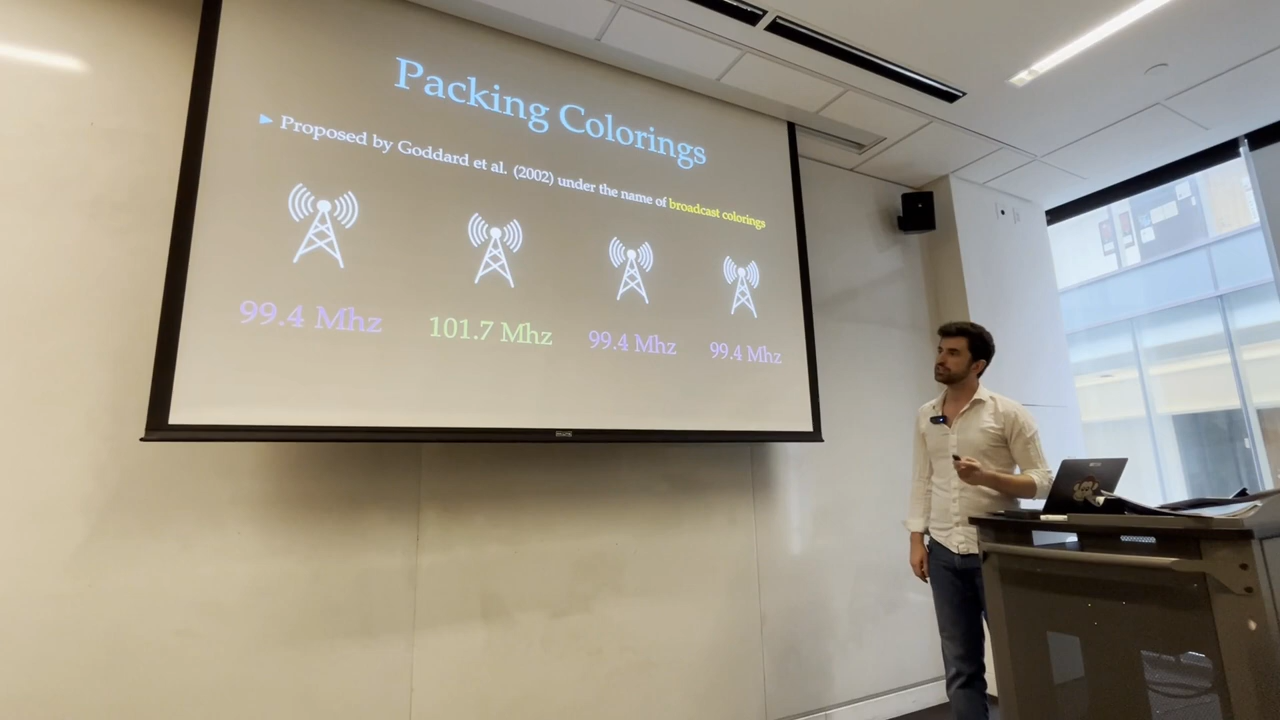 Packing Colorings
▶ Proposed by Goddard et al. (2002) under the name of broadcast colorings
99.4 Mhz 101.7 Mhz 99.4 Mhz 99.4 Mhz